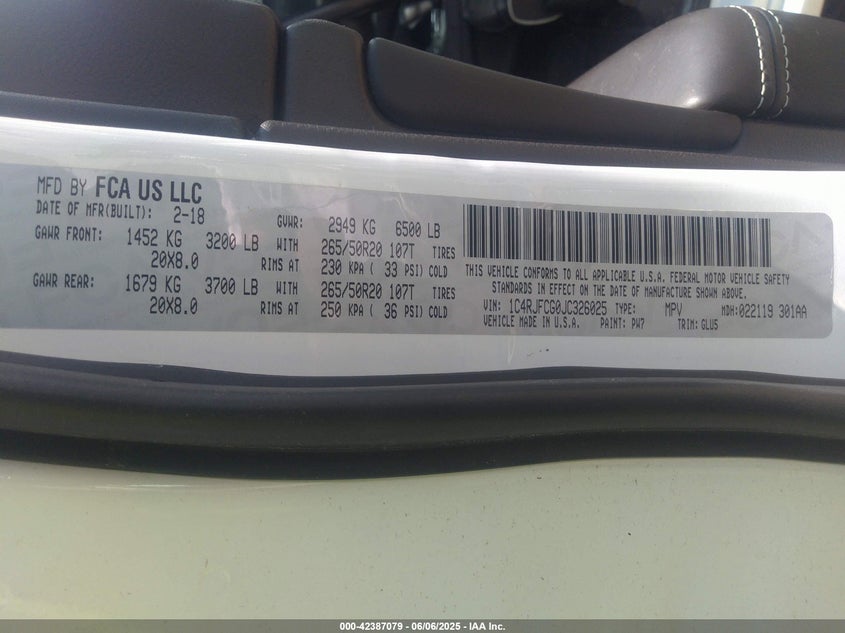 MFD BY FCA US LLC
DATE OF MFR(BUILT): 2-18 GVWR: 2949 KG 6500 LB
GAWR FRONT: 1452 KG 3200 LB WITH 265/50R20 107T TIRES
20X8.0 RIMS AT 230 KPA ( 33 PSI) COLD
GAWR REAR: 1679 KG 3700 LB WITH 265/50R20 107T TIRES
20X8.0 RIMS AT 250 KPA ( 36 PSI) COLD
THIS VEHICLE CONFORMS TO ALL APPLICABLE U.S.A. FEDERAL MOTOR VEHICLE SAFETY
STANDARDS IN EFFECT ON THE DATE OF MANUFACTURE SHOWN ABOVE.
VIN: 1C4RJFCG0JC326025 TYPE: MPV MDH:022119 301AA
VEHICLE MADE IN U.S.A. PAINT: PW7 TRIM: GLU5
000-42387079 - 06/06/2025 - IAA Inc.